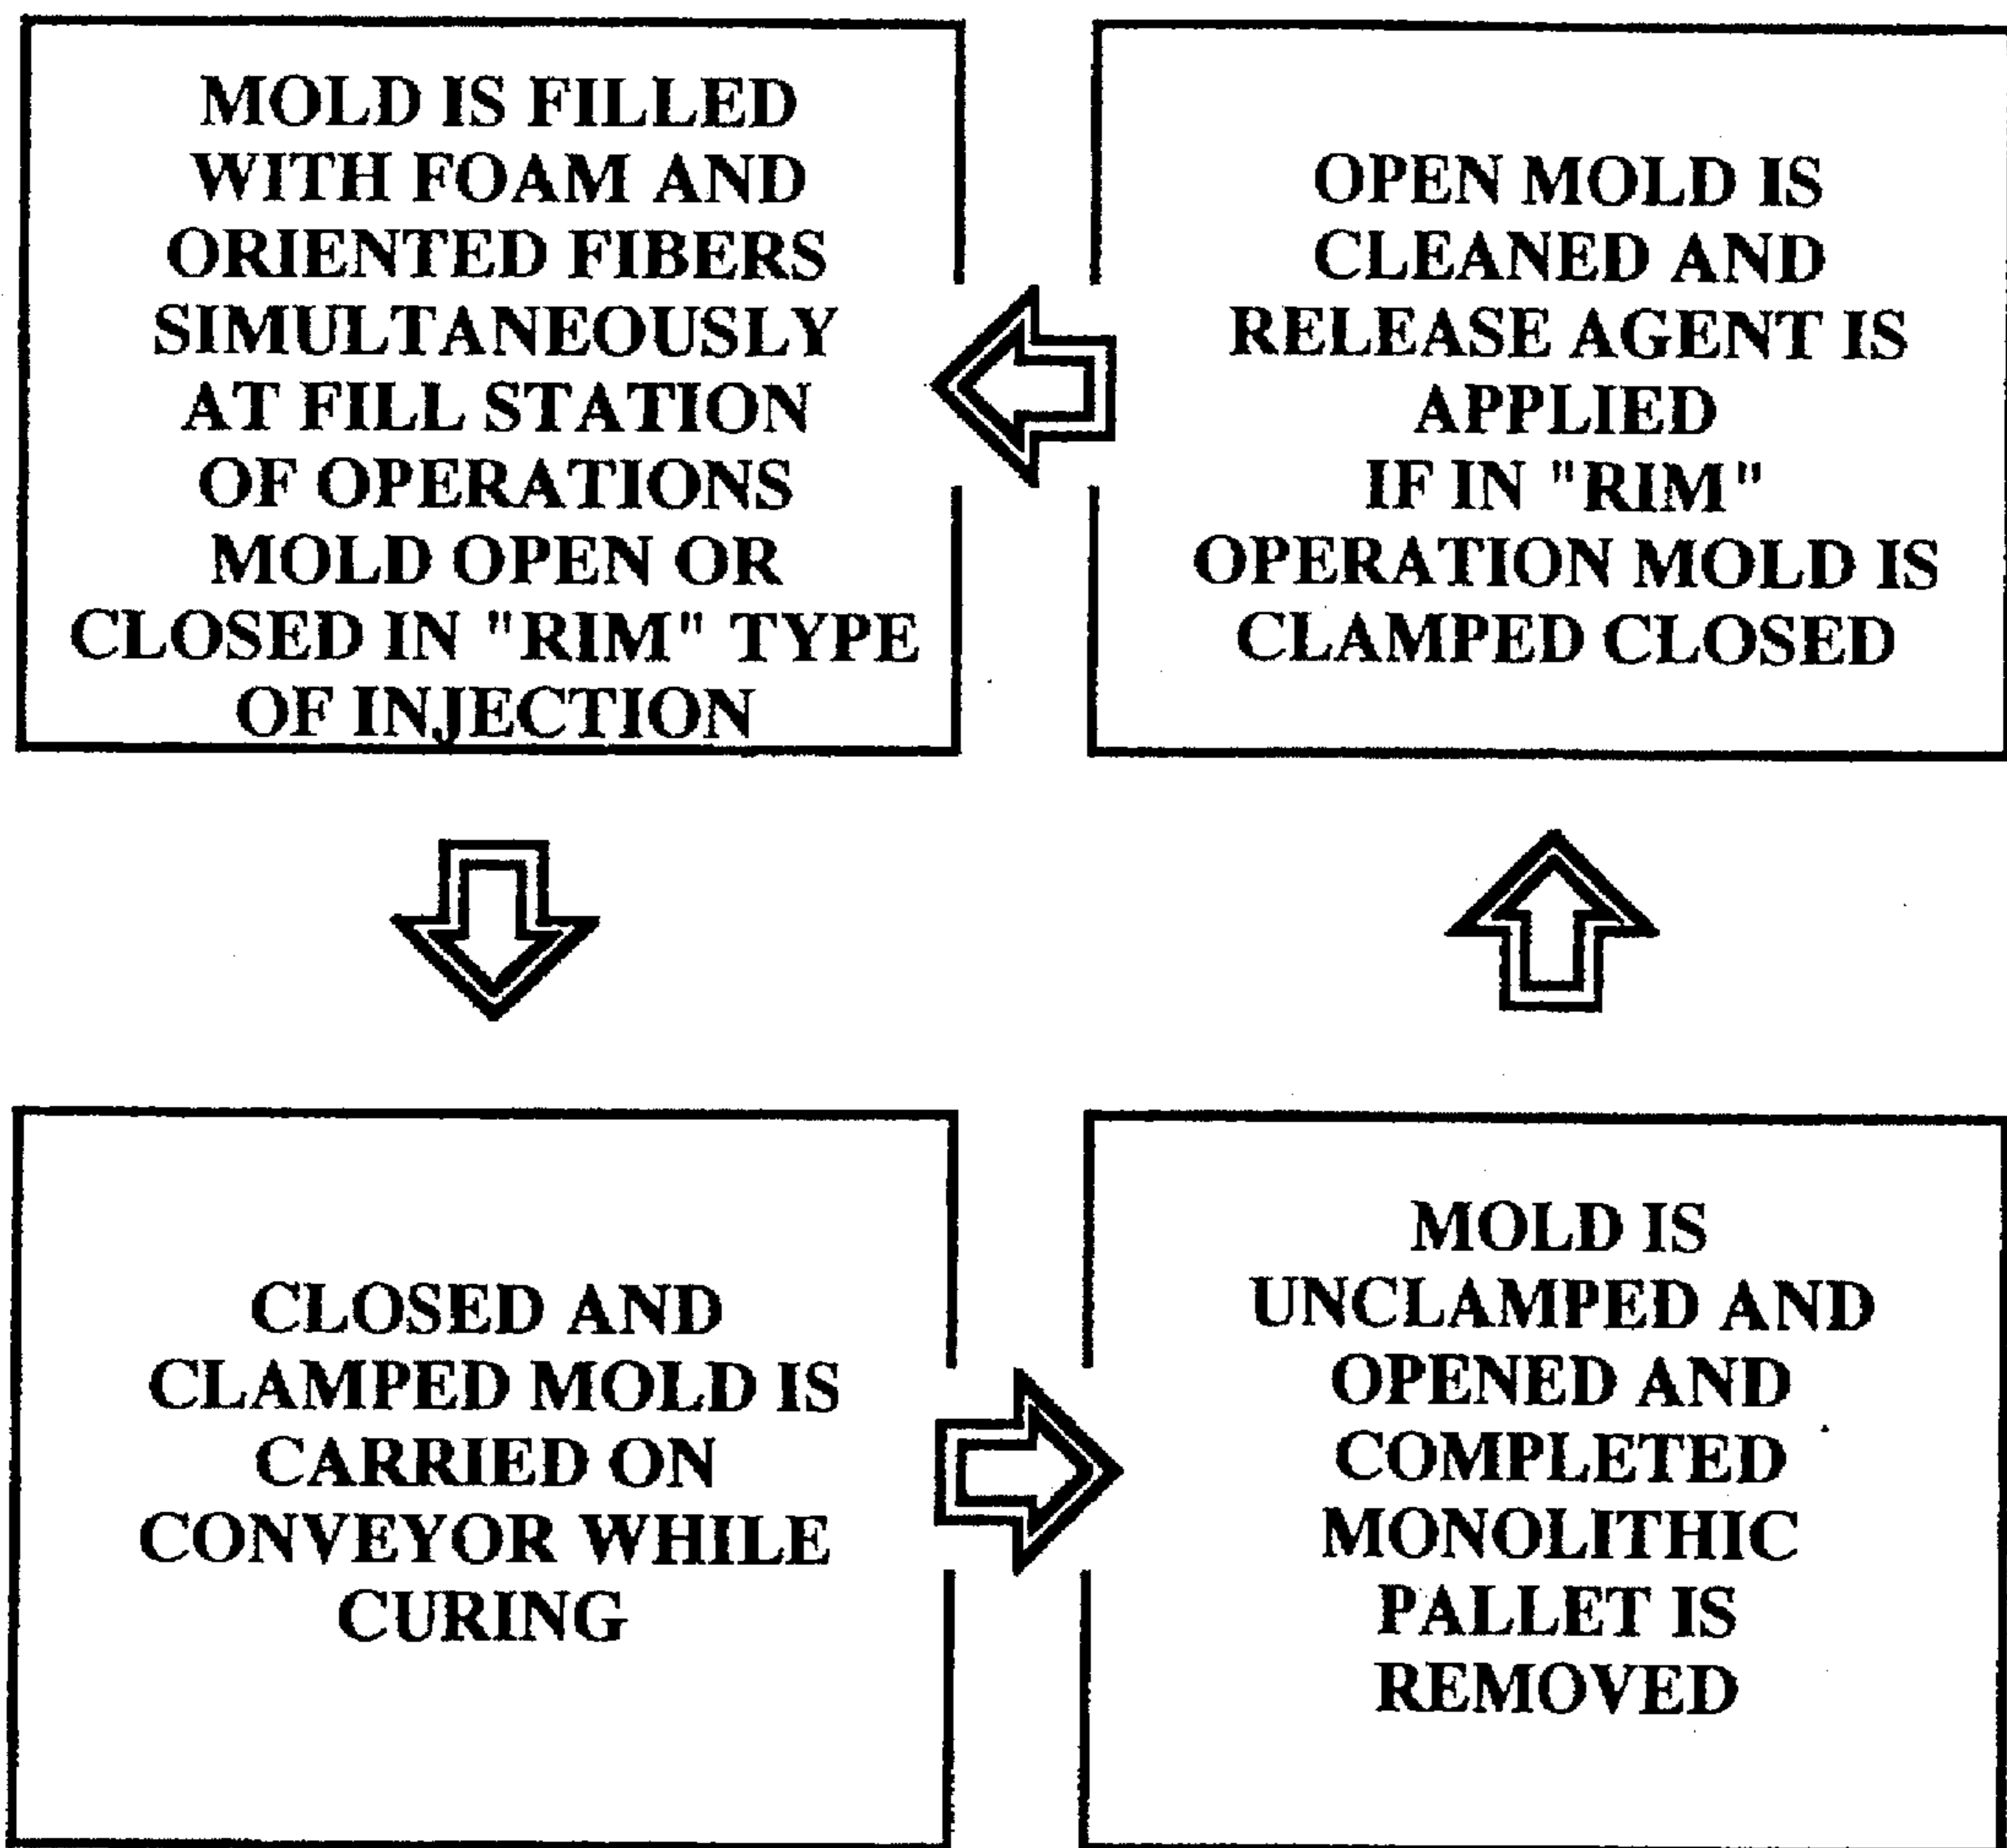 MOLD IS FILLED
WITH FOAM AND
ORIENTED FIBERS
SIMULTANEOUSLY
AT FILL STATION
OF OPERATIONS
MOLD OPEN OR
CLOSED IN "RIM" TYPE
OF INJECTION
OPEN MOLD IS
CLEANED AND
RELEASE AGENT IS
APPLIED
IF IN "RIM"
OPERATION MOLD IS
CLAMPED CLOSED
CLOSED AND
CLAMPED MOLD IS
CARRIED ON
CONVEYOR WHILE
CURING
MOLD IS
UNCLAMPED AND
OPENED AND
COMPLETED
MONOLITHIC
PALLET IS
REMOVED